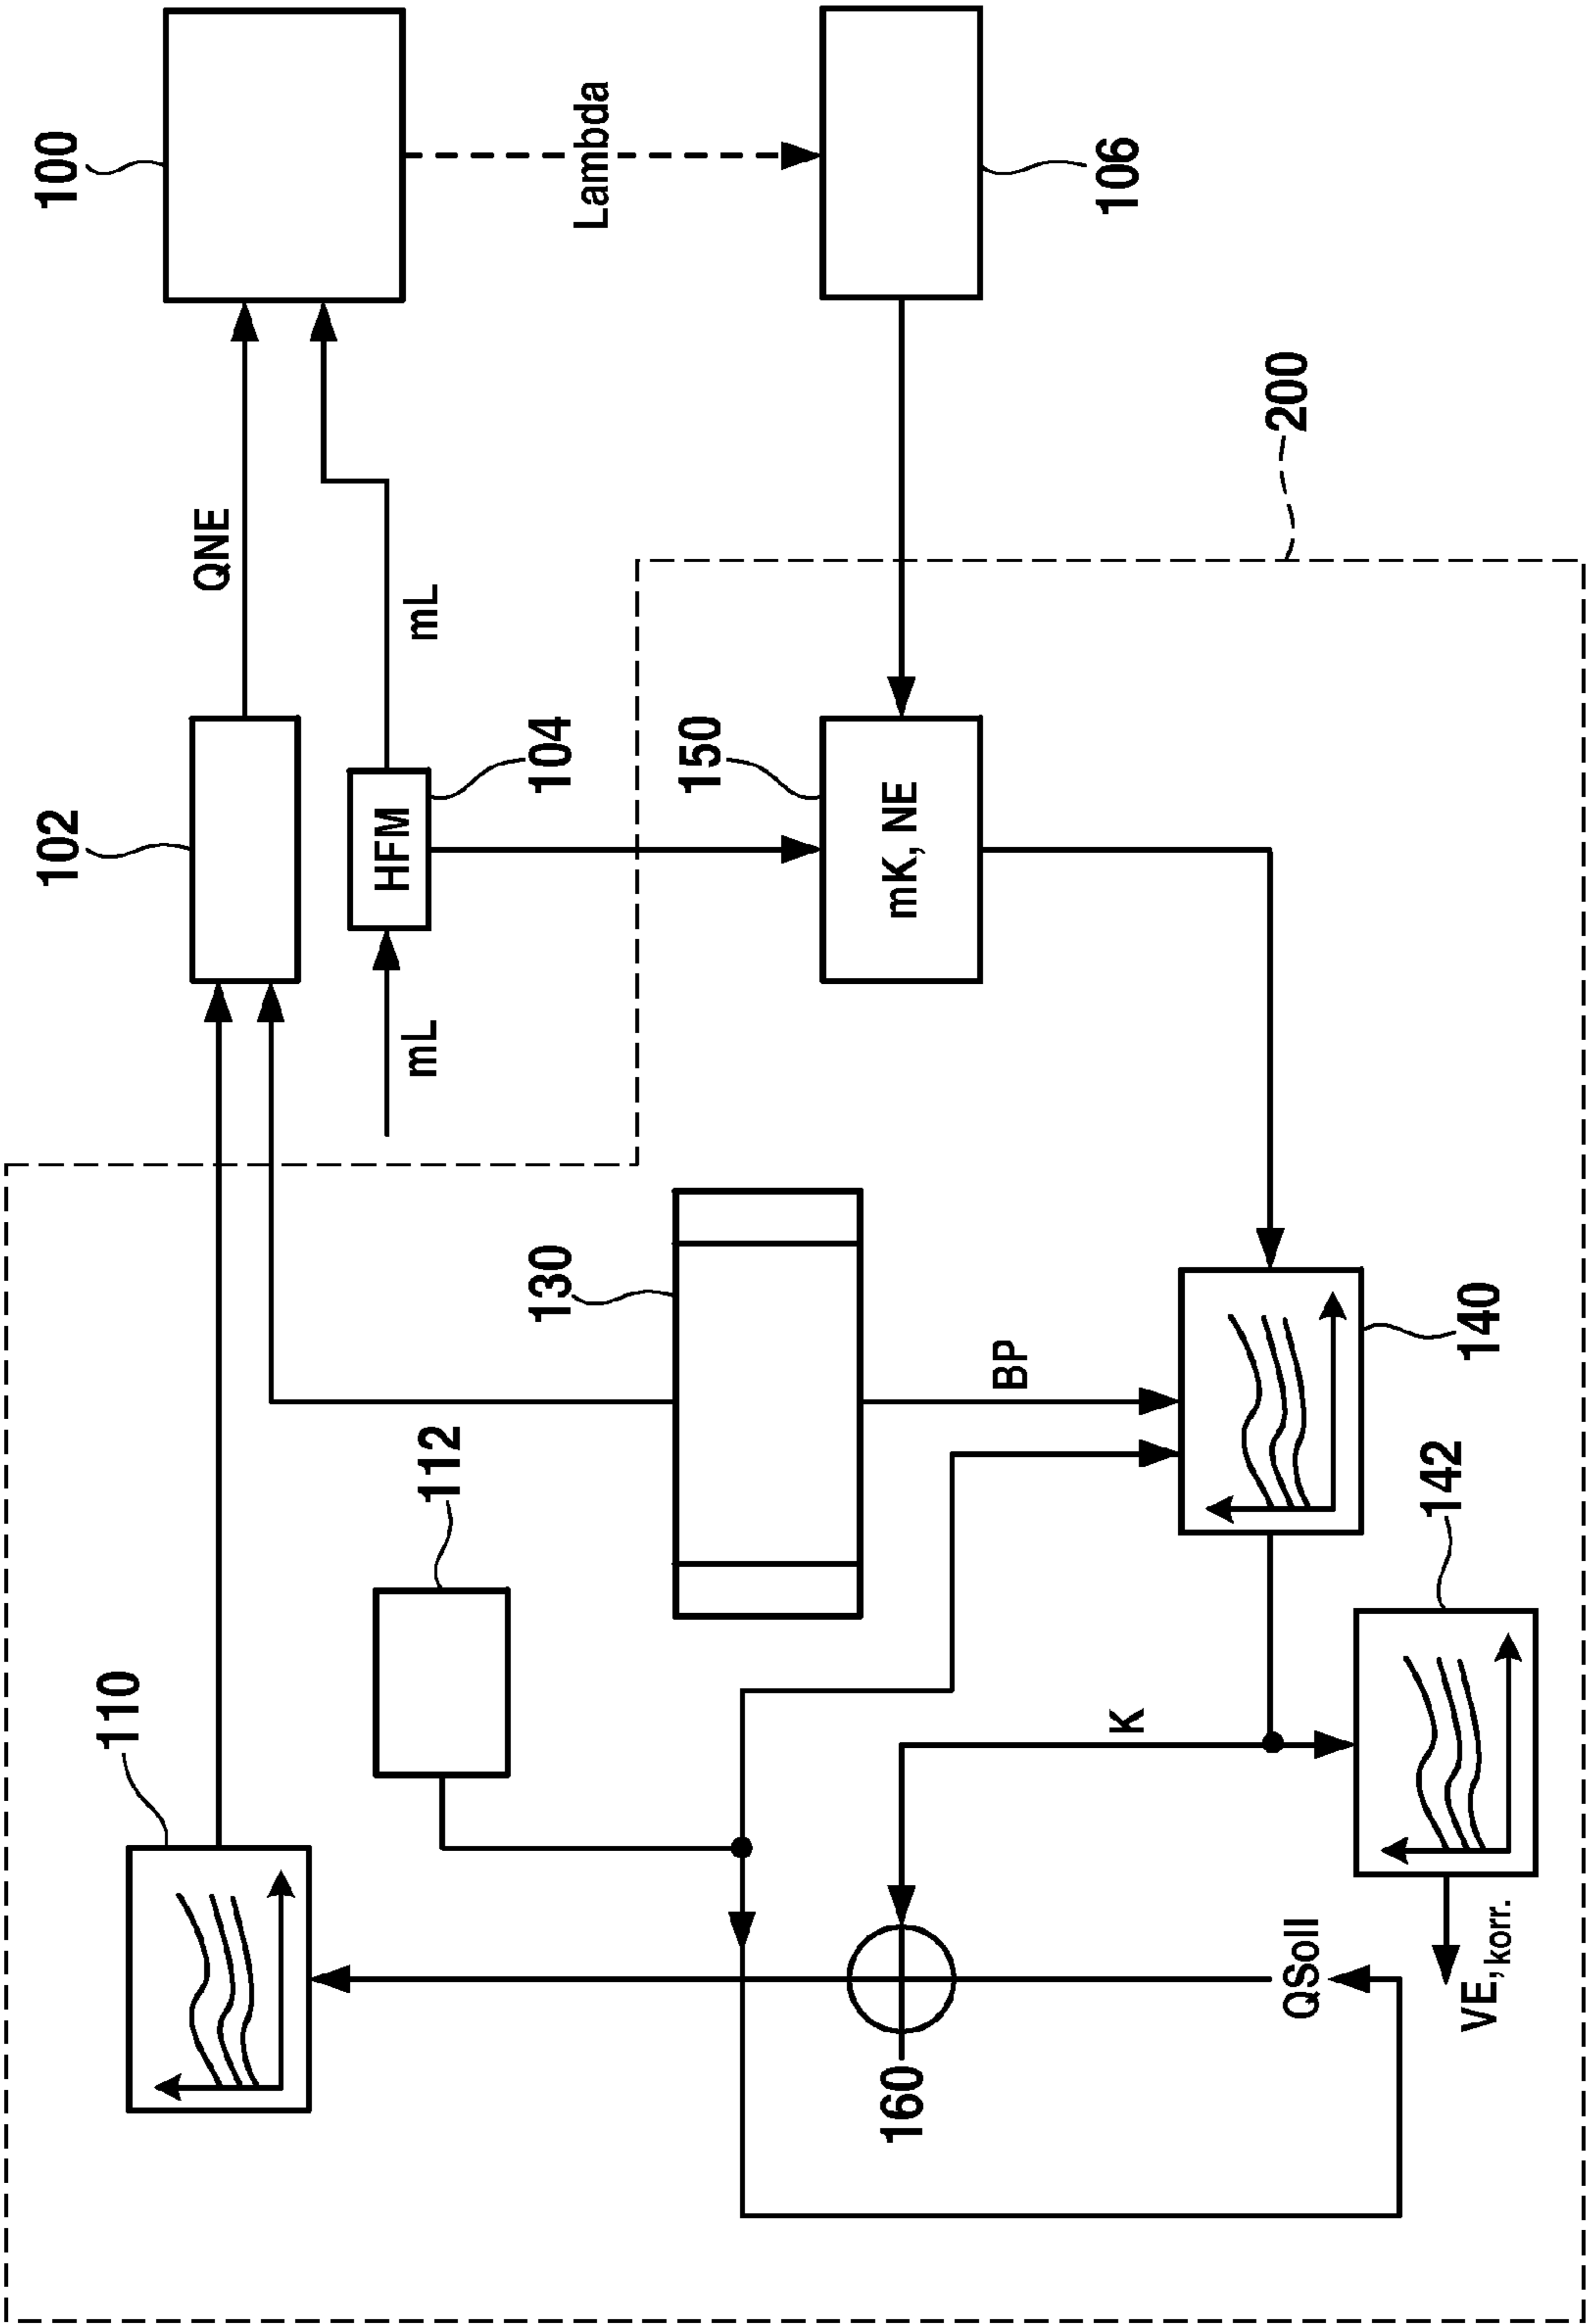 102
100
110
QNE
HFM
mL
mL
112
130
104
Lambda
150
160
mK, NE
BP
106
K
200
QSoll
142
140
VE,korr.